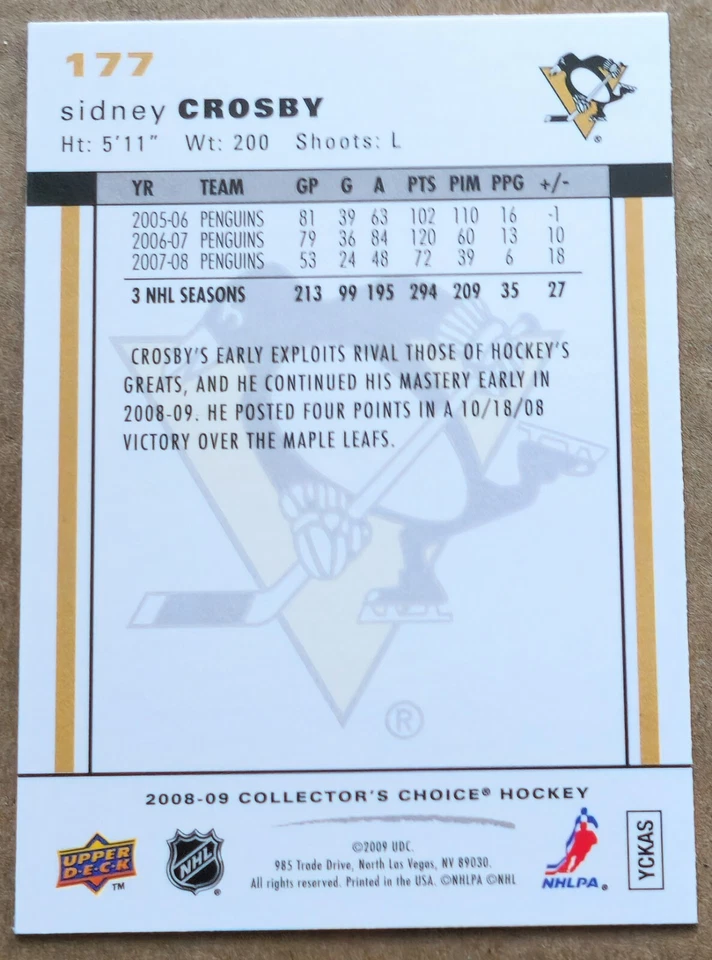 177
sidney CROSBY
Ht: 5'11" Wt: 200 Shoots: L
YR TEAM GP G A PTS PIM PPG +/-
2005-06 PENGUINS 81 39 63 102 110 16 -1
2006-07 PENGUINS 79 36 84 120 60 13 10
2007-08 PENGUINS 53 24 48 72 39 6 18
3 NHL SEASONS 213 99 195 294 209 35 27
CROSBY'S EARLY EXPLOITS RIVAL THOSE OF HOCKEY'S
GREATS, AND HE CONTINUED HIS MASTERY EARLY IN
2008-09. HE POSTED FOUR POINTS IN A 10/18/08
VICTORY OVER THE MAPLE LEAFS.
®
2008-09 COLLECTOR'S CHOICE® HOCKEY
UPPER
D·E·C·K
™
NHL
®
©2009 UDC.
985 Trade Drive, North Las Vegas, NV 89030.
All rights reserved. Printed in the USA. ©NHLPA ©NHL
NHLPA®
YCKAS